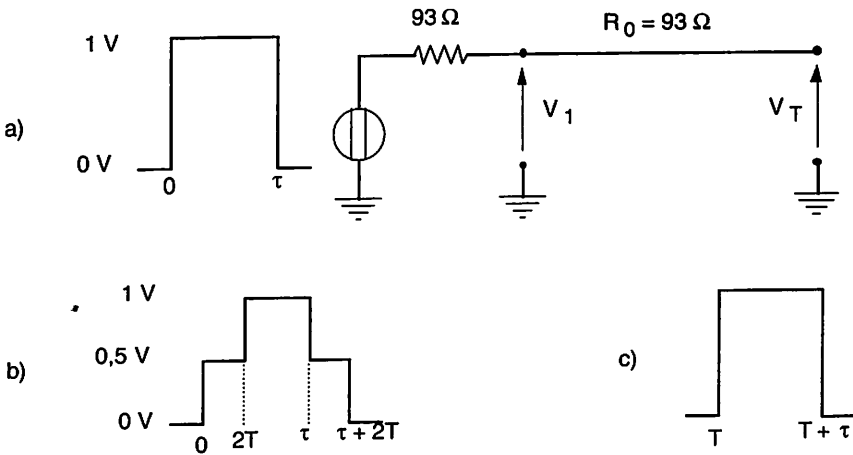 93 Ω
R0 = 93 Ω
1 V
V1
VT
a)
0 V
0
τ
1 V
0,5 V
b)
c)
0 V
0
2T
τ
τ + 2T
T
T + τ